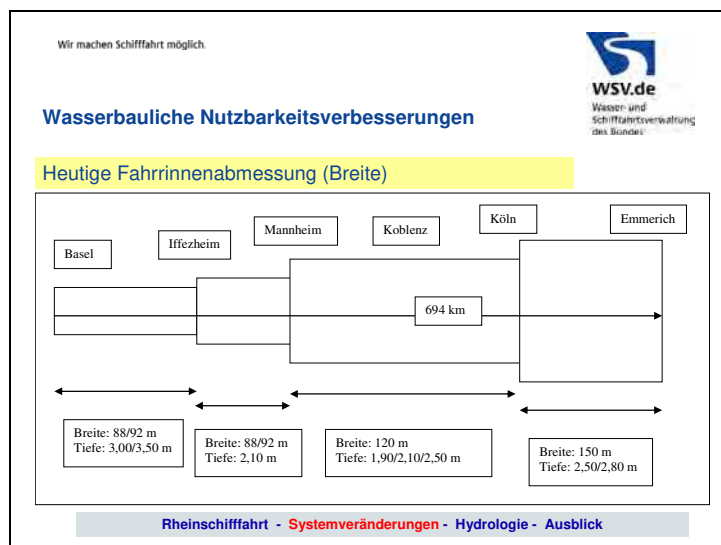 Wir machen Schifffahrt möglich.
WSV.de
Wasser- und
Schifffahrtsverwaltung
des Bundes
Wasserbauliche Nutzbarkeitsverbesserungen
Heutige Fahrrinnenabmessung (Breite)
Basel
Iffezheim
Mannheim
Koblenz
Köln
Emmerich
694 km
Breite: 88/92 m
Tiefe: 3,00/3,50 m
Breite: 88/92 m
Tiefe: 2,10 m
Breite: 120 m
Tiefe: 1,90/2,10/2,50 m
Breite: 150 m
Tiefe: 2,50/2,80 m
Rheinschifffahrt - Systemveränderungen - Hydrologie - Ausblick